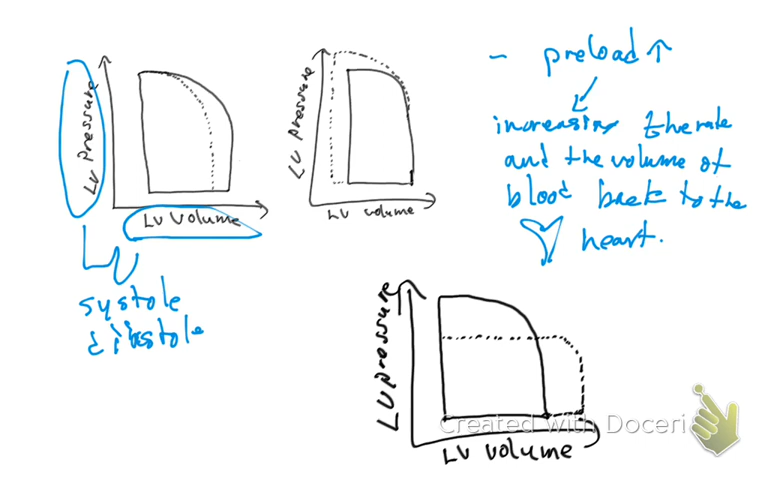 LV Pressure
LV Volume
systole
diastole
LV pressure
LV volume
- preload ↑
increasing the rate
and the volume of
blood back to the
heart.
LV pressure
LV volume
Created with Doceri